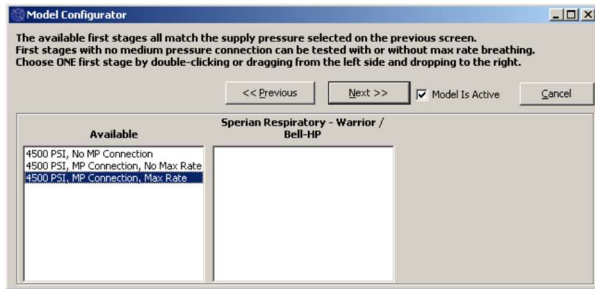 Model Configurator
The available first stages all match the supply pressure selected on the previous screen.
First stages with no medium pressure connection can be tested with or without max rate breathing.
Choose ONE first stage by double-clicking or dragging from the left side and dropping to the right.
<< Previous
Next >>
Model Is Active
Cancel
Available
Sperian Respiratory - Warrior /
Bell-HP
4500 PSI, No MP Connection
4500 PSI, MP Connection, No Max Rate
4500 PSI, MP Connection, Max Rate